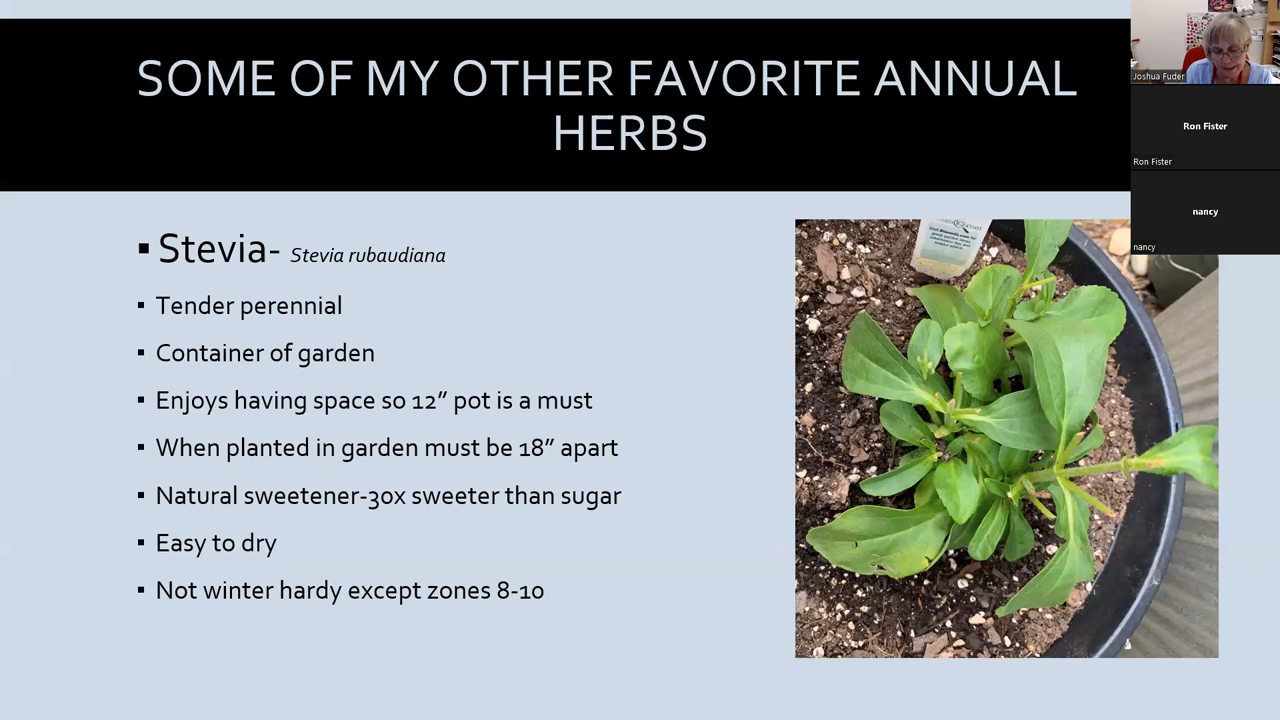 SOME OF MY OTHER FAVORITE ANNUAL
HERBS
▪ Stevia- Stevia rubaudiana
▪ Tender perennial
▪ Container of garden
▪ Enjoys having space so 12” pot is a must
▪ When planted in garden must be 18” apart
▪ Natural sweetener-30x sweeter than sugar
▪ Easy to dry
▪ Not winter hardy except zones 8-10
Joshua Fuder
Ron Fister
Ron Fister
nancy
nancy